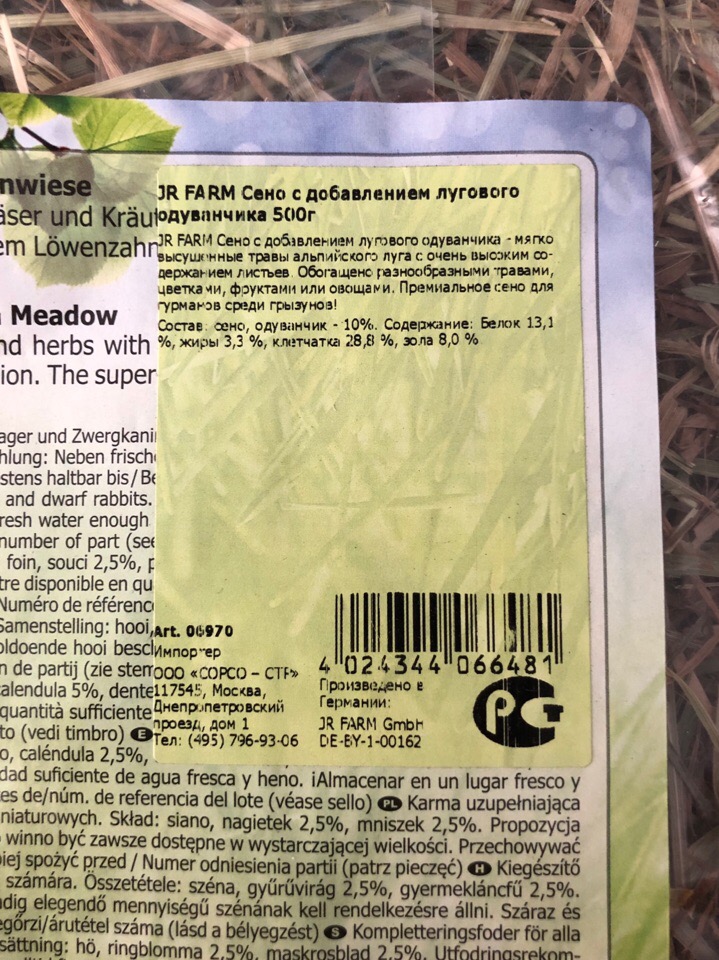 nwiese
äser und Kräu
em Löwenzahn
Meadow
nd herbs with
ion. The super
ager und Zwergkani
hlung: Neben frische
stens haltbar bis/Be
and dwarf rabbits.
resh water enough
number of part (see
foin, souci 2,5%, p
tre disponible en qu
Numéro de référence
Samenstelling: hooi,
oldoende hooi besch
n de partij (zie stem
calendula 5%, dente
quantità sufficiente
to (vedi timbro) E
o, caléndula 2,5%,
JR FARM Сено с добавлением лугового
одуванчика 500г
JR FARM Сено с добавлением лугового одуванчика - мягко
высушенные травы альпийского луга с очень высоким со-
держанием листьев. Обогащено разнообразными травами,
цветками, фруктами или овощами. Премиальное сено для
гурманов среди грызунов!
Состав: сено, одуванчик - 10%. Содержание: Белок 13,1
%, жиры 3,3 %, клетчатка 28,8 %, зола 8,0 %
Art. 06970
Импортер
ООО «СОРСО – СТР»
117545, Москва,
Днепропетровский
проезд, дом 1
Тел: (495) 796-93-06
4 024344 066481
Произведено в
Германии:
JR FARM GmbH
DE-BY-1-00162
РСТ
dad suficiente de agua fresca y heno. ¡Almacenar en un lugar fresco y
es de/núm. de referencia del lote (véase sello) PL Karma uzupełniająca
niaturowych. Skład: siano, nagietek 2,5%, mniszek 2,5%. Propozycja
winno być zawsze dostępne w wystarczającej wielkości. Przechowywać
iej spożyć przed / Numer odniesienia partii (patrz pieczęć) H Kiegészítő
számára. Összetétele: széna, gyűrűvirág 2,5%, gyermekláncfű 2,5%.
dig elegendő mennyiségű szénának kell rendelkezésre állni. Száraz és
egőrzi/árutétel száma (lásd a bélyegzést) S Kompletteringsfoder för alla
sättning: hö, ringblomma 2,5%, maskrosblad 2,5%. Utfodringsrekom-